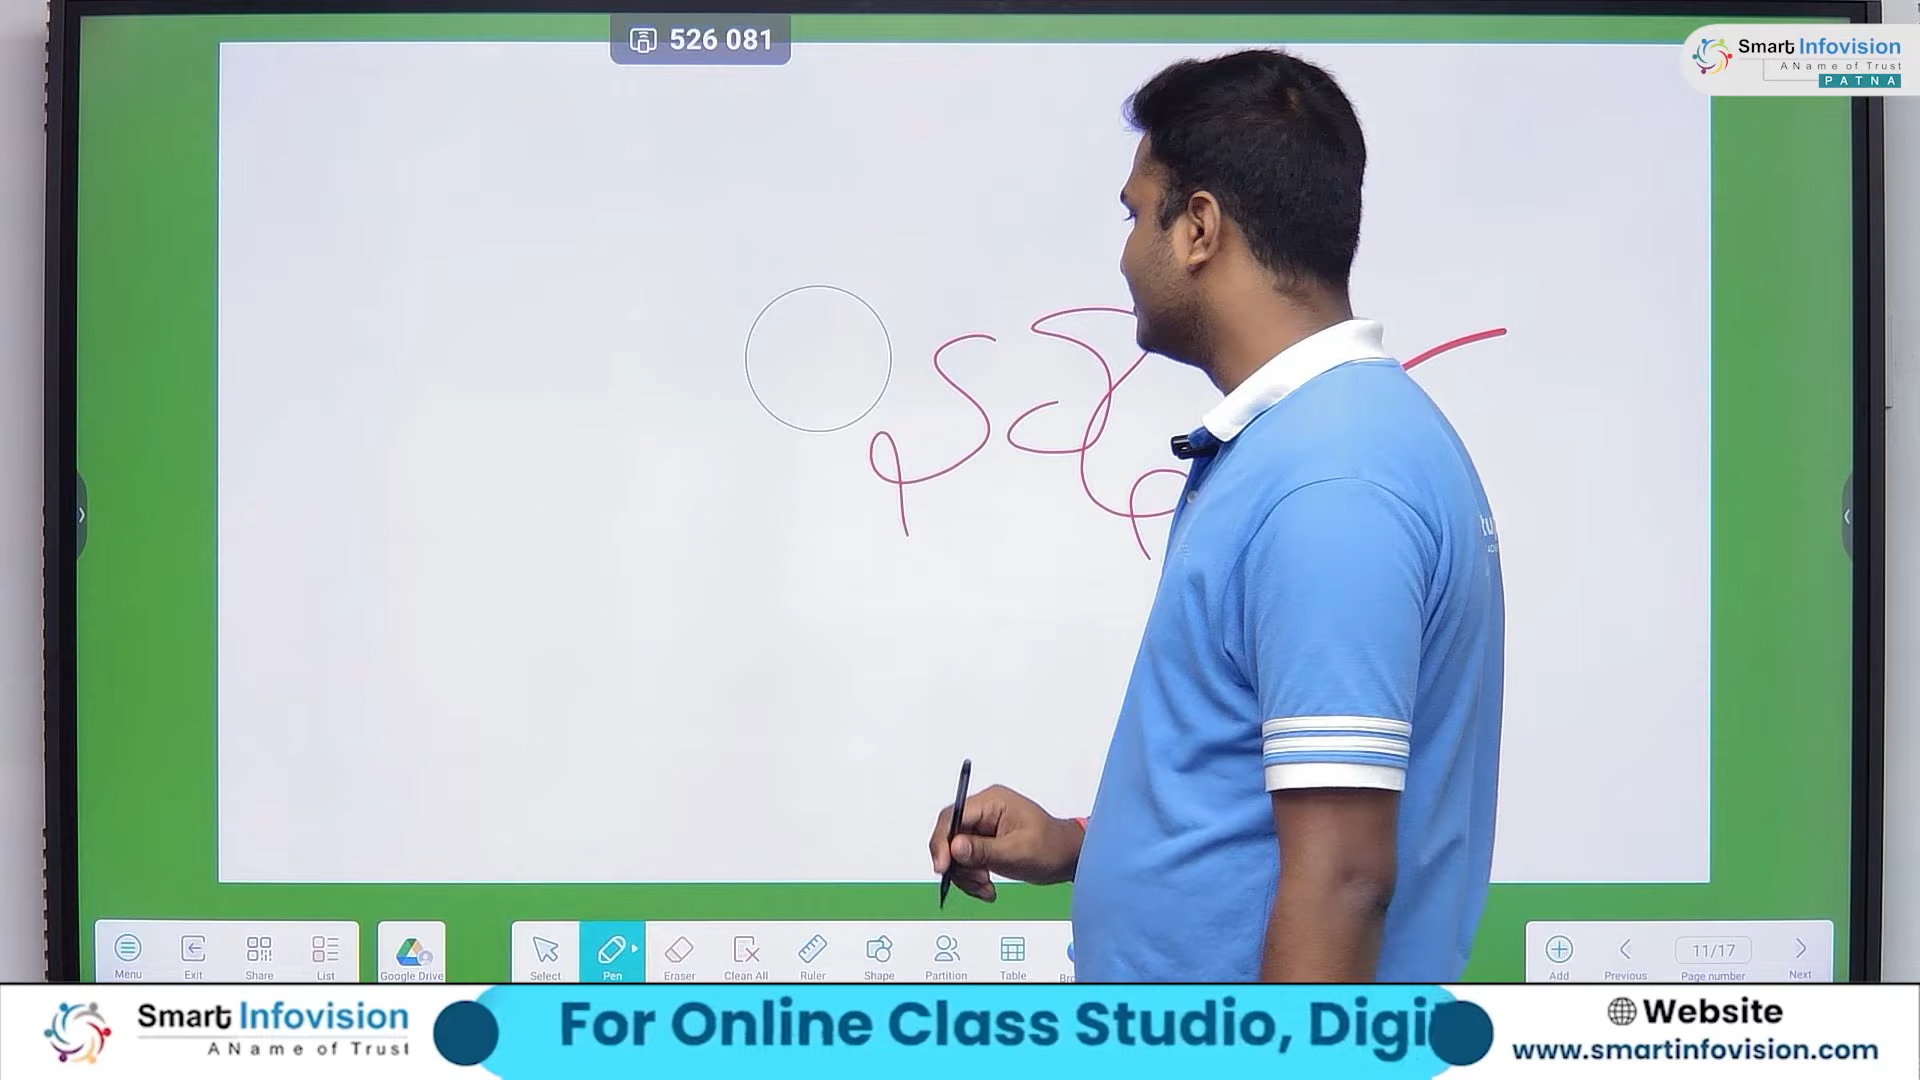 526 081
Smart Infovision
A Name of Trust
PATNA
Menu
Exit
Share
List
Google Drive
Select
Pen
Eraser
Clean All
Ruler
Shape
Partition
Table
Add
Previous
11/17
Page number
Next
Smart Infovision
A Name of Trust
For Online Class Studio, Digi
Website
www.smartinfovision.com